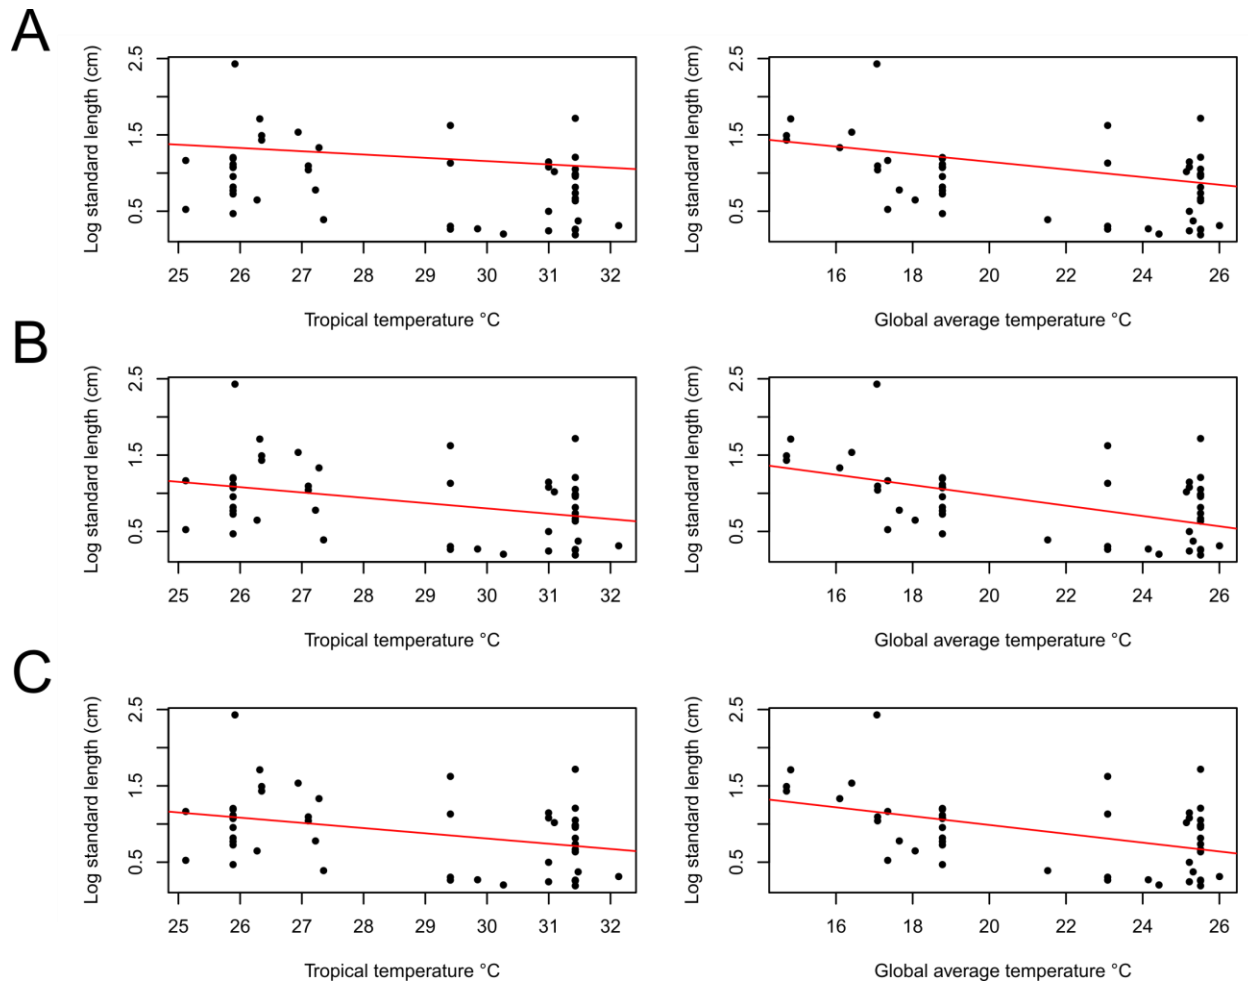 A
Log standard length (cm)
2.5
1.5
0.5
25 26 27 28 29 30 31 32
Tropical temperature °C
Log standard length (cm)
2.5
1.5
0.5
16 18 20 22 24 26
Global average temperature °C
B
Log standard length (cm)
2.5
1.5
0.5
25 26 27 28 29 30 31 32
Tropical temperature °C
Log standard length (cm)
2.5
1.5
0.5
16 18 20 22 24 26
Global average temperature °C
C
Log standard length (cm)
2.5
1.5
0.5
25 26 27 28 29 30 31 32
Tropical temperature °C
Log standard length (cm)
2.5
1.5
0.5
16 18 20 22 24 26
Global average temperature °C